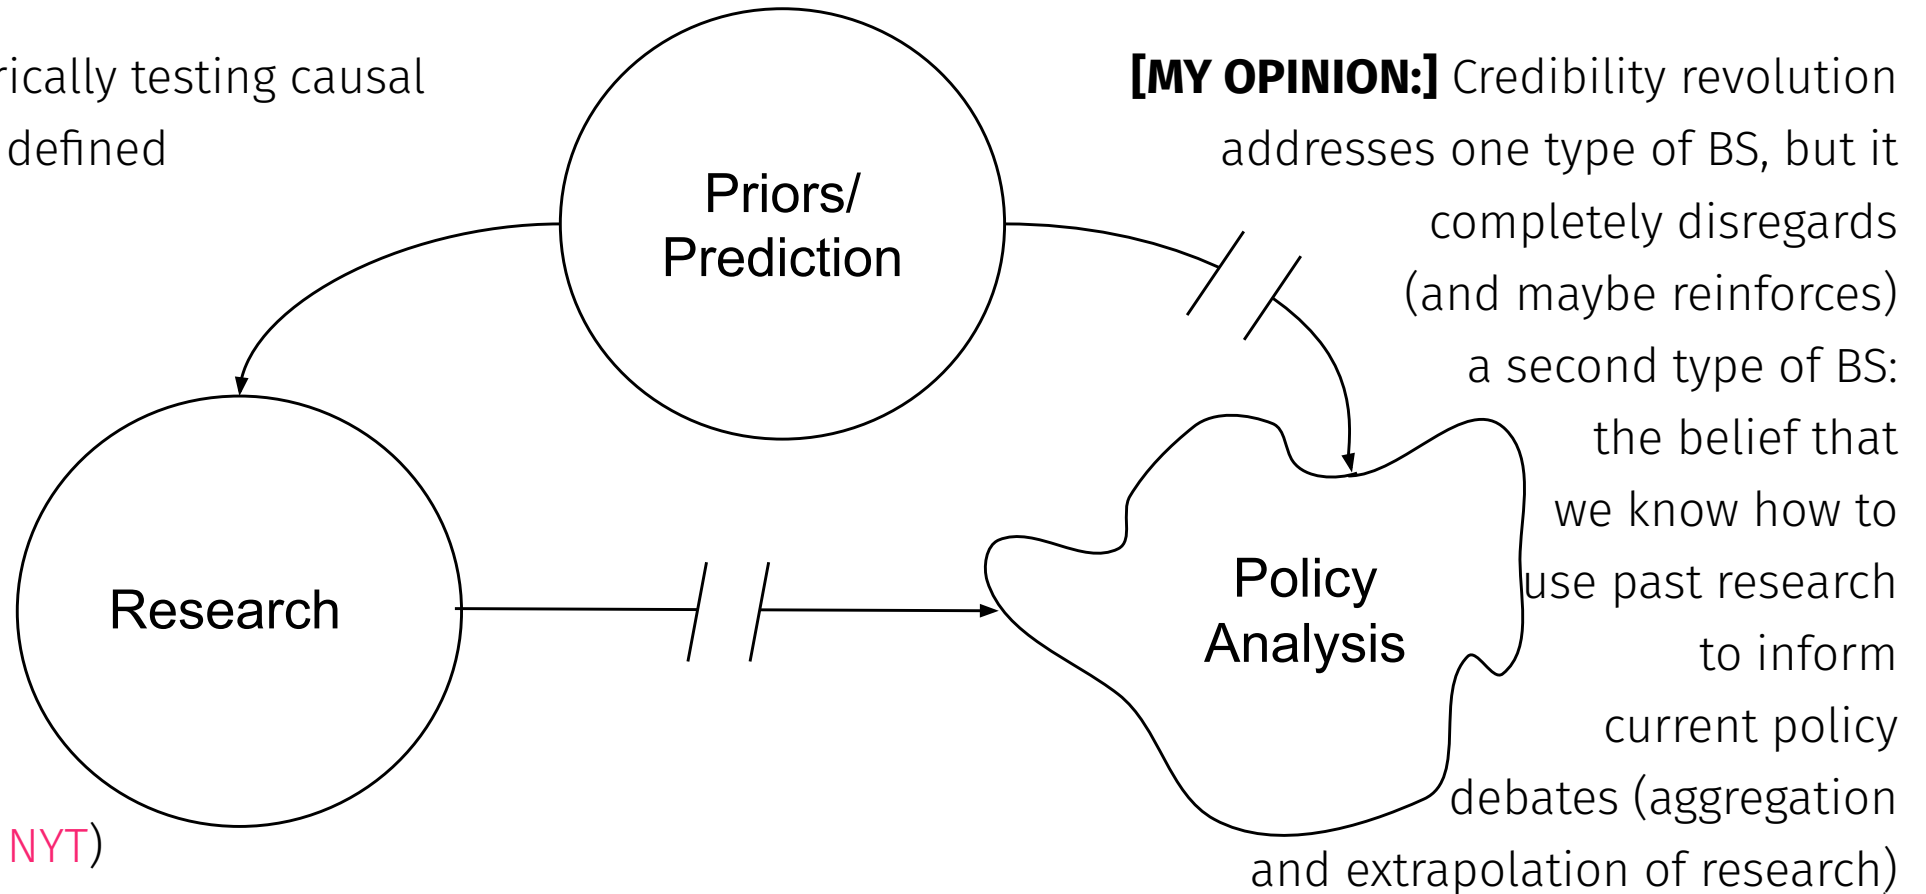 rically testing causal
defined
Priors/
Prediction
[MY OPINION:] Credibility revolution
addresses one type of BS, but it
completely disregards
(and maybe reinforces)
a second type of BS:
the belief that
we know how to
use past research
to inform
current policy
debates (aggregation
and extrapolation of research)
Research
Policy
Analysis
NYT)